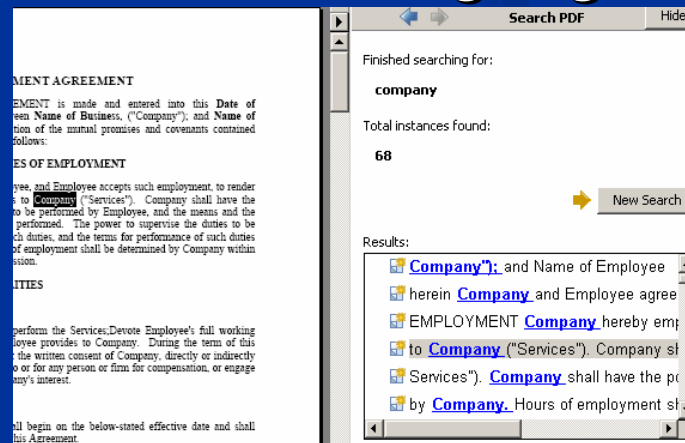 MENT AGREEMENT
EMENT is made and entered into this Date of
een Name of Business, ("Company"); and Name of
tion of the mutual promises and covenants contained
follows:
ES OF EMPLOYMENT
yee, and Employee accepts such employment, to render
s to Company ("Services"). Company shall have the
to be performed by Employee, and the means and the
performed. The power to supervise the duties to be
ch duties, and the terms for performance of such duties
of employment shall be determined by Company within
ssion.
ITIES
perform the Services;Devote Employee's full working
loyee provides to Company. During the term of this
the written consent of Company, directly or indirectly
o or for any person or firm for compensation, or engage
any's interest.
all begin on the below-stated effective date and shall
his Agreement.
Search PDF
Hide
Finished searching for:
company
Total instances found:
68
New Search
Results:
Company"); and Name of Employee
herein Company and Employee agree
EMPLOYMENT Company hereby emp
to Company ("Services"). Company sh
Services"). Company shall have the po
by Company. Hours of employment sh